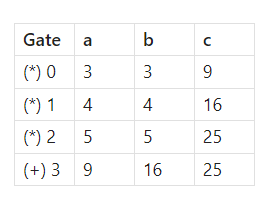 Gate a b c
(*) 0 3 3 9
(*) 1 4 4 16
(*) 2 5 5 25
(+) 3 9 16 25